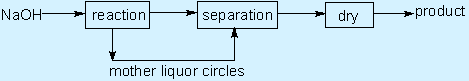 NaOH reaction separation dry product
mother liquor circles